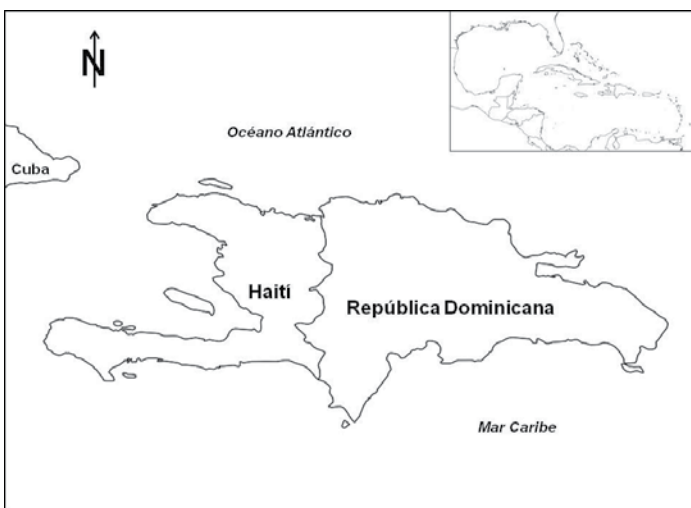 N
Océano Atlántico
Cuba
Haití
República Dominicana
Mar Caribe